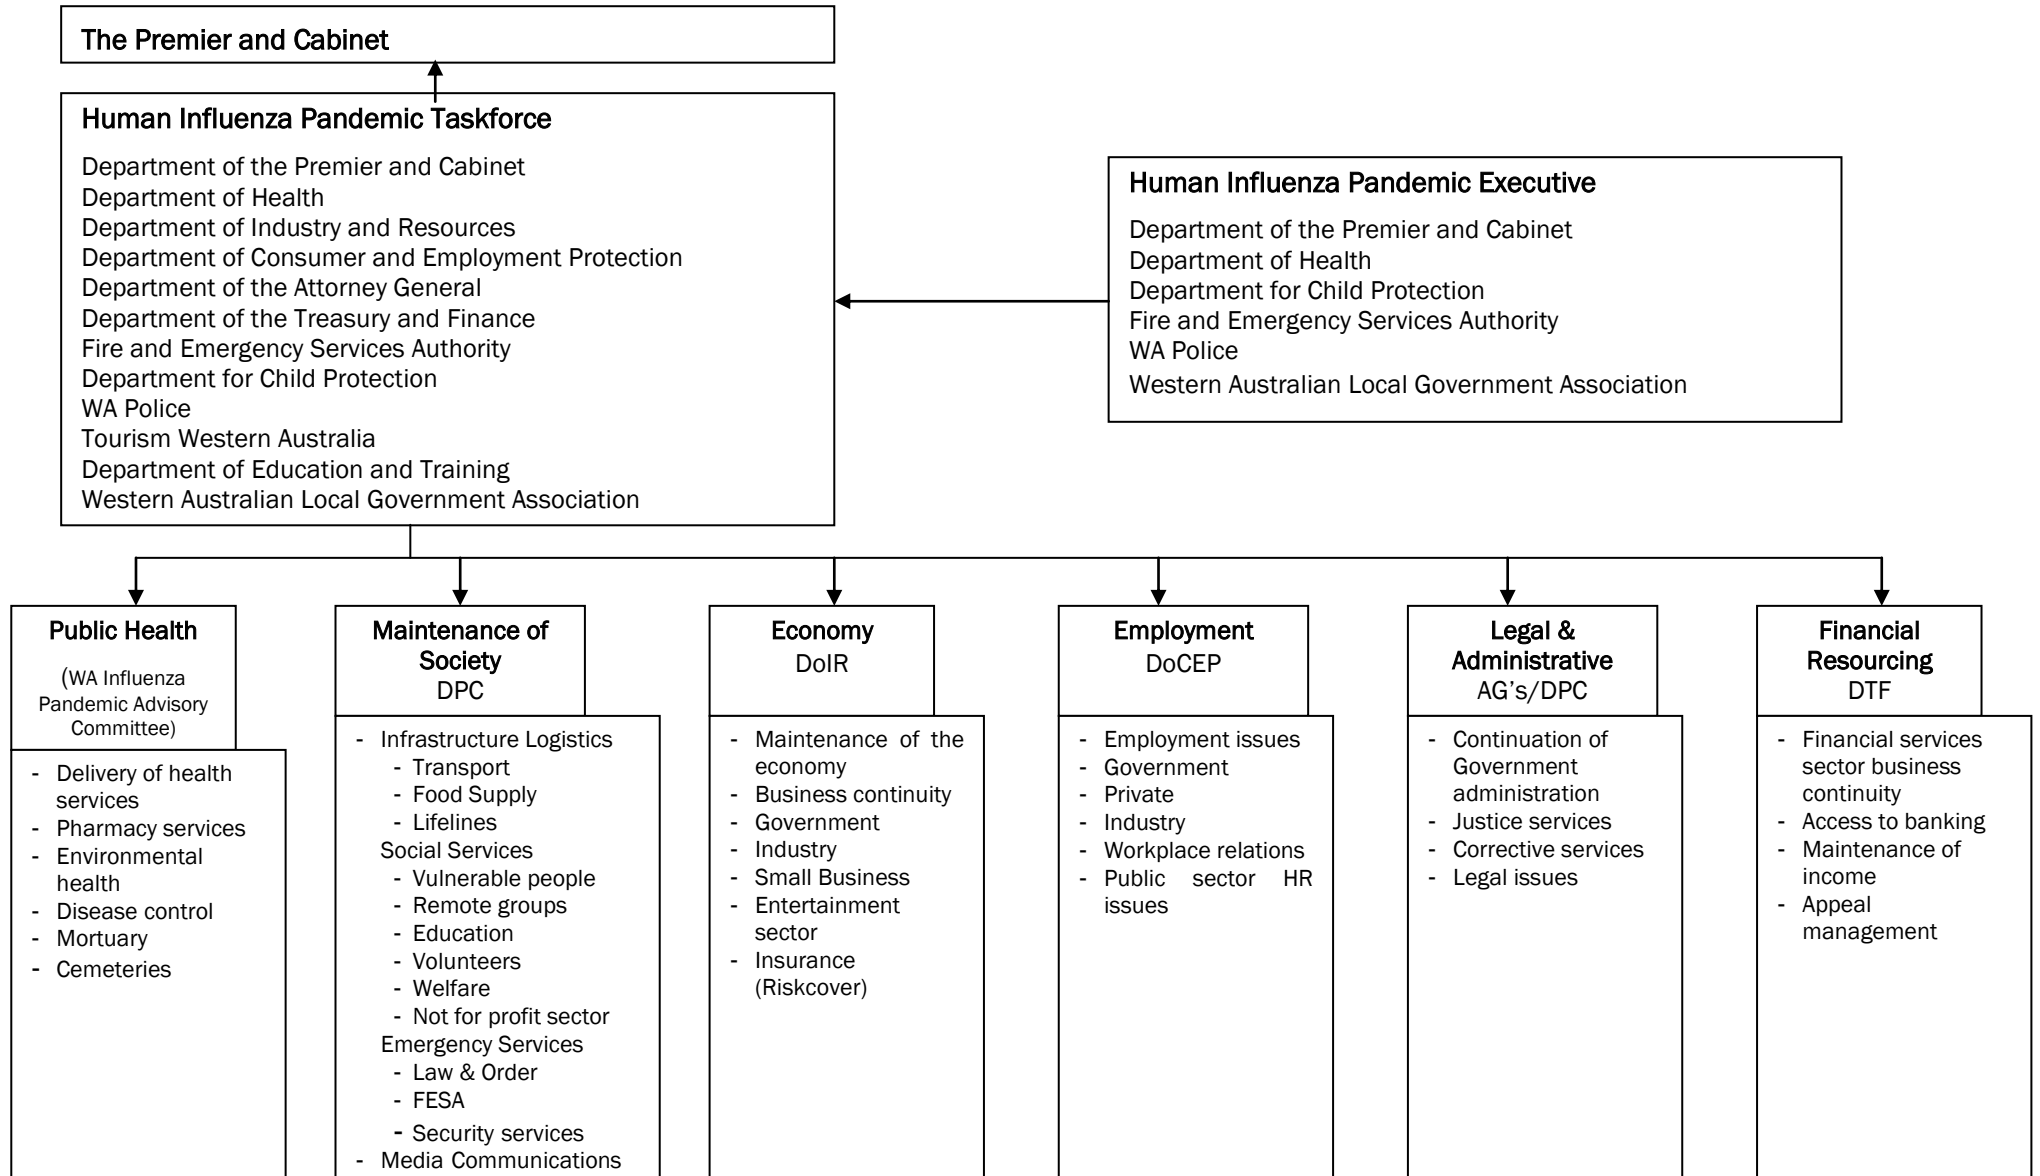 The Premier and Cabinet
Human Influenza Pandemic Taskforce
Department of the Premier and Cabinet
Department of Health
Department of Industry and Resources
Department of Consumer and Employment Protection
Department of the Attorney General
Department of the Treasury and Finance
Fire and Emergency Services Authority
Department for Child Protection
WA Police
Tourism Western Australia
Department of Education and Training
Western Australian Local Government Association
Human Influenza Pandemic Executive
Department of the Premier and Cabinet
Department of Health
Department for Child Protection
Fire and Emergency Services Authority
WA Police
Western Australian Local Government Association
Public Health
(WA Influenza
Pandemic Advisory
Committee)
- Delivery of health
services
- Pharmacy services
- Environmental
health
- Disease control
- Mortuary
- Cemeteries
Maintenance of
Society
DPC
- Infrastructure Logistics
- Transport
- Food Supply
- Lifelines
Social Services
- Vulnerable people
- Remote groups
- Education
- Volunteers
- Welfare
- Not for profit sector
Emergency Services
- Law & Order
- FESA
- Security services
- Media Communications
Economy
DoIR
- Maintenance of the
economy
- Business continuity
- Government
- Industry
- Small Business
- Entertainment
sector
- Insurance
(Riskcover)
Employment
DoCEP
- Employment issues
- Government
- Private
- Industry
- Workplace relations
- Public sector HR
issues
Legal &
Administrative
AG's/DPC
- Continuation of
Government
administration
- Justice services
- Corrective services
- Legal issues
Financial
Resourcing
DTF
- Financial services
sector business
continuity
- Access to banking
- Maintenance of
income
- Appeal
management